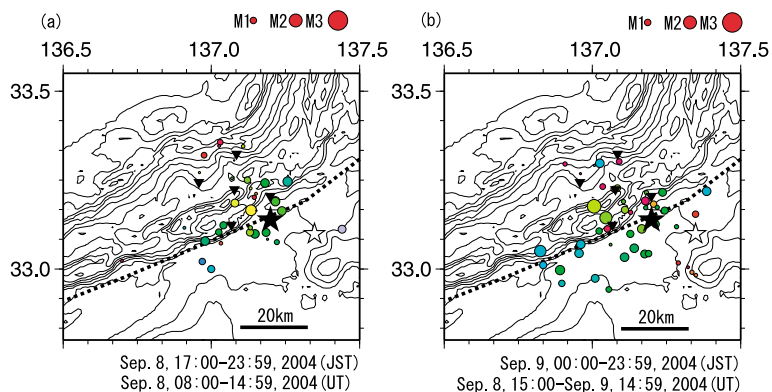 (a) M1 M2 M3
136.5 137.0 137.5
33.5
33.0
20km
Sep. 8, 17:00-23:59, 2004 (JST)
Sep. 8, 08:00-14:59, 2004 (UT)
(b) M1 M2 M3
136.5 137.0 137.5
33.5
33.0
20km
Sep. 9, 00:00-23:59, 2004 (JST)
Sep. 8, 15:00-Sep. 9, 14:59, 2004 (UT)